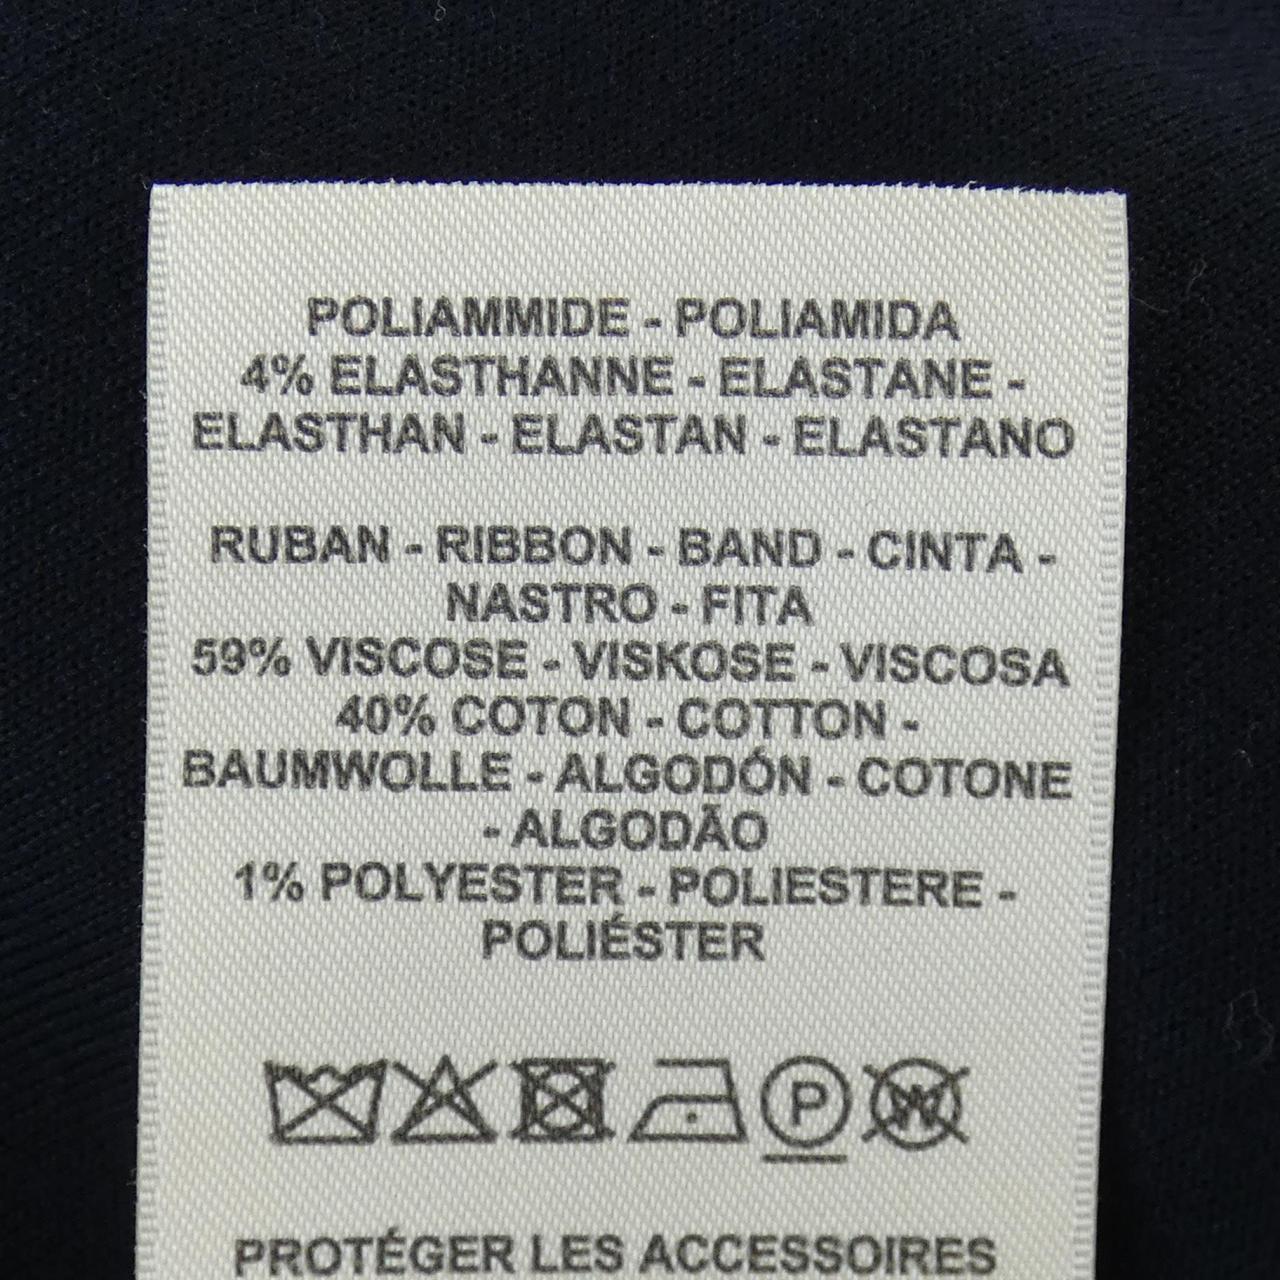 POLIAMMIDE - POLIAMIDA
4% ELASTHANNE - ELASTANE -
ELASTHAN - ELASTAN - ELASTANO
RUBAN - RIBBON - BAND - CINTA -
NASTRO - FITA
59% VISCOSE - VISKOSE - VISCOSA
40% COTON - COTTON -
BAUMWOLLE - ALGODÓN - COTONE
- ALGODÃO
1% POLYESTER - POLIESTERE -
POLIÉSTER
P W
PROTÉGER LES ACCESSOIRES